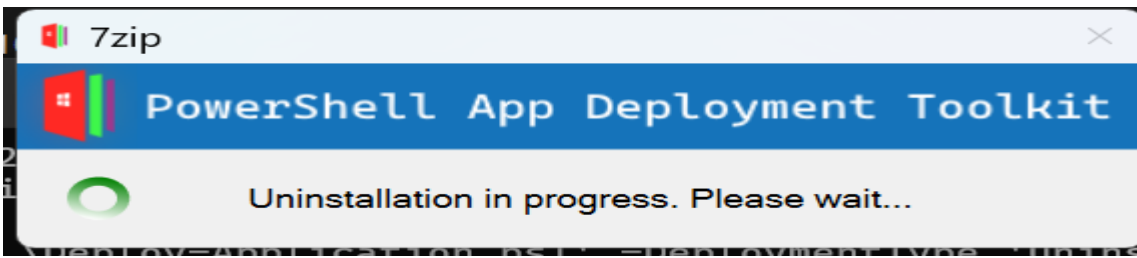 7zip
PowerShell App Deployment Toolkit
Uninstallation in progress. Please wait...